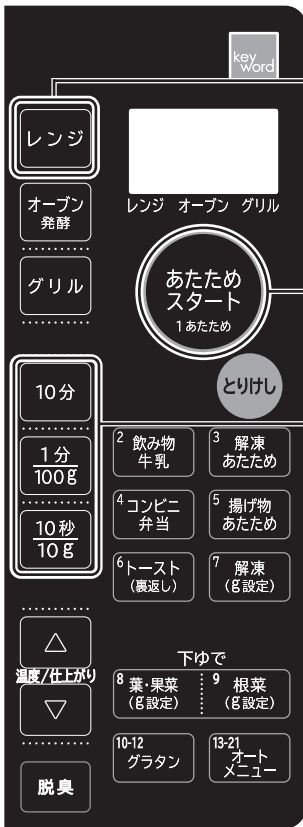 key
word
レンジ
オーブン
発酵
レンジ オーブン グリル
グリル
あたため
スタート
1あたため
とりけし
10分
1分
100g
10秒
10g
2 飲み物
牛乳
3 解凍
あたため
4 コンビニ
弁当
5 揚げ物
あたため
6 トースト
(裏返し)
7 解凍
(g設定)
△
温度/仕上がり
▽
下ゆで
8 葉・果菜
(g設定)
9 根菜
(g設定)
10-12
グラタン
13-21
オート
メニュー
脱臭